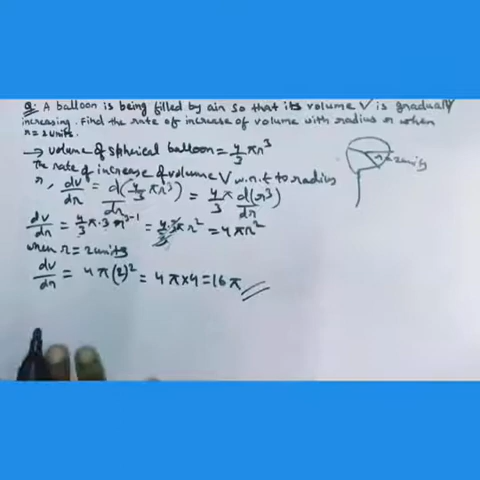 Q: A balloon is being filled by air so that its volume V is gradually
increasing. Find the rate of increase of volume with radius r when
r = 2 units.
→ volume of spherical balloon = 4/3 πr³
r = 2 units
The rate of increase of volume V w.r.t to radius
r, dv/dr = d(4/3 πr³)/dr = 4/3 π d(r³)/dr
dv/dr = 4/3 π·3 r³⁻¹ = 4·3/3 π r² = 4πr²
when r = 2 units
dv/dr = 4π(2)² = 4π×4 = 16π